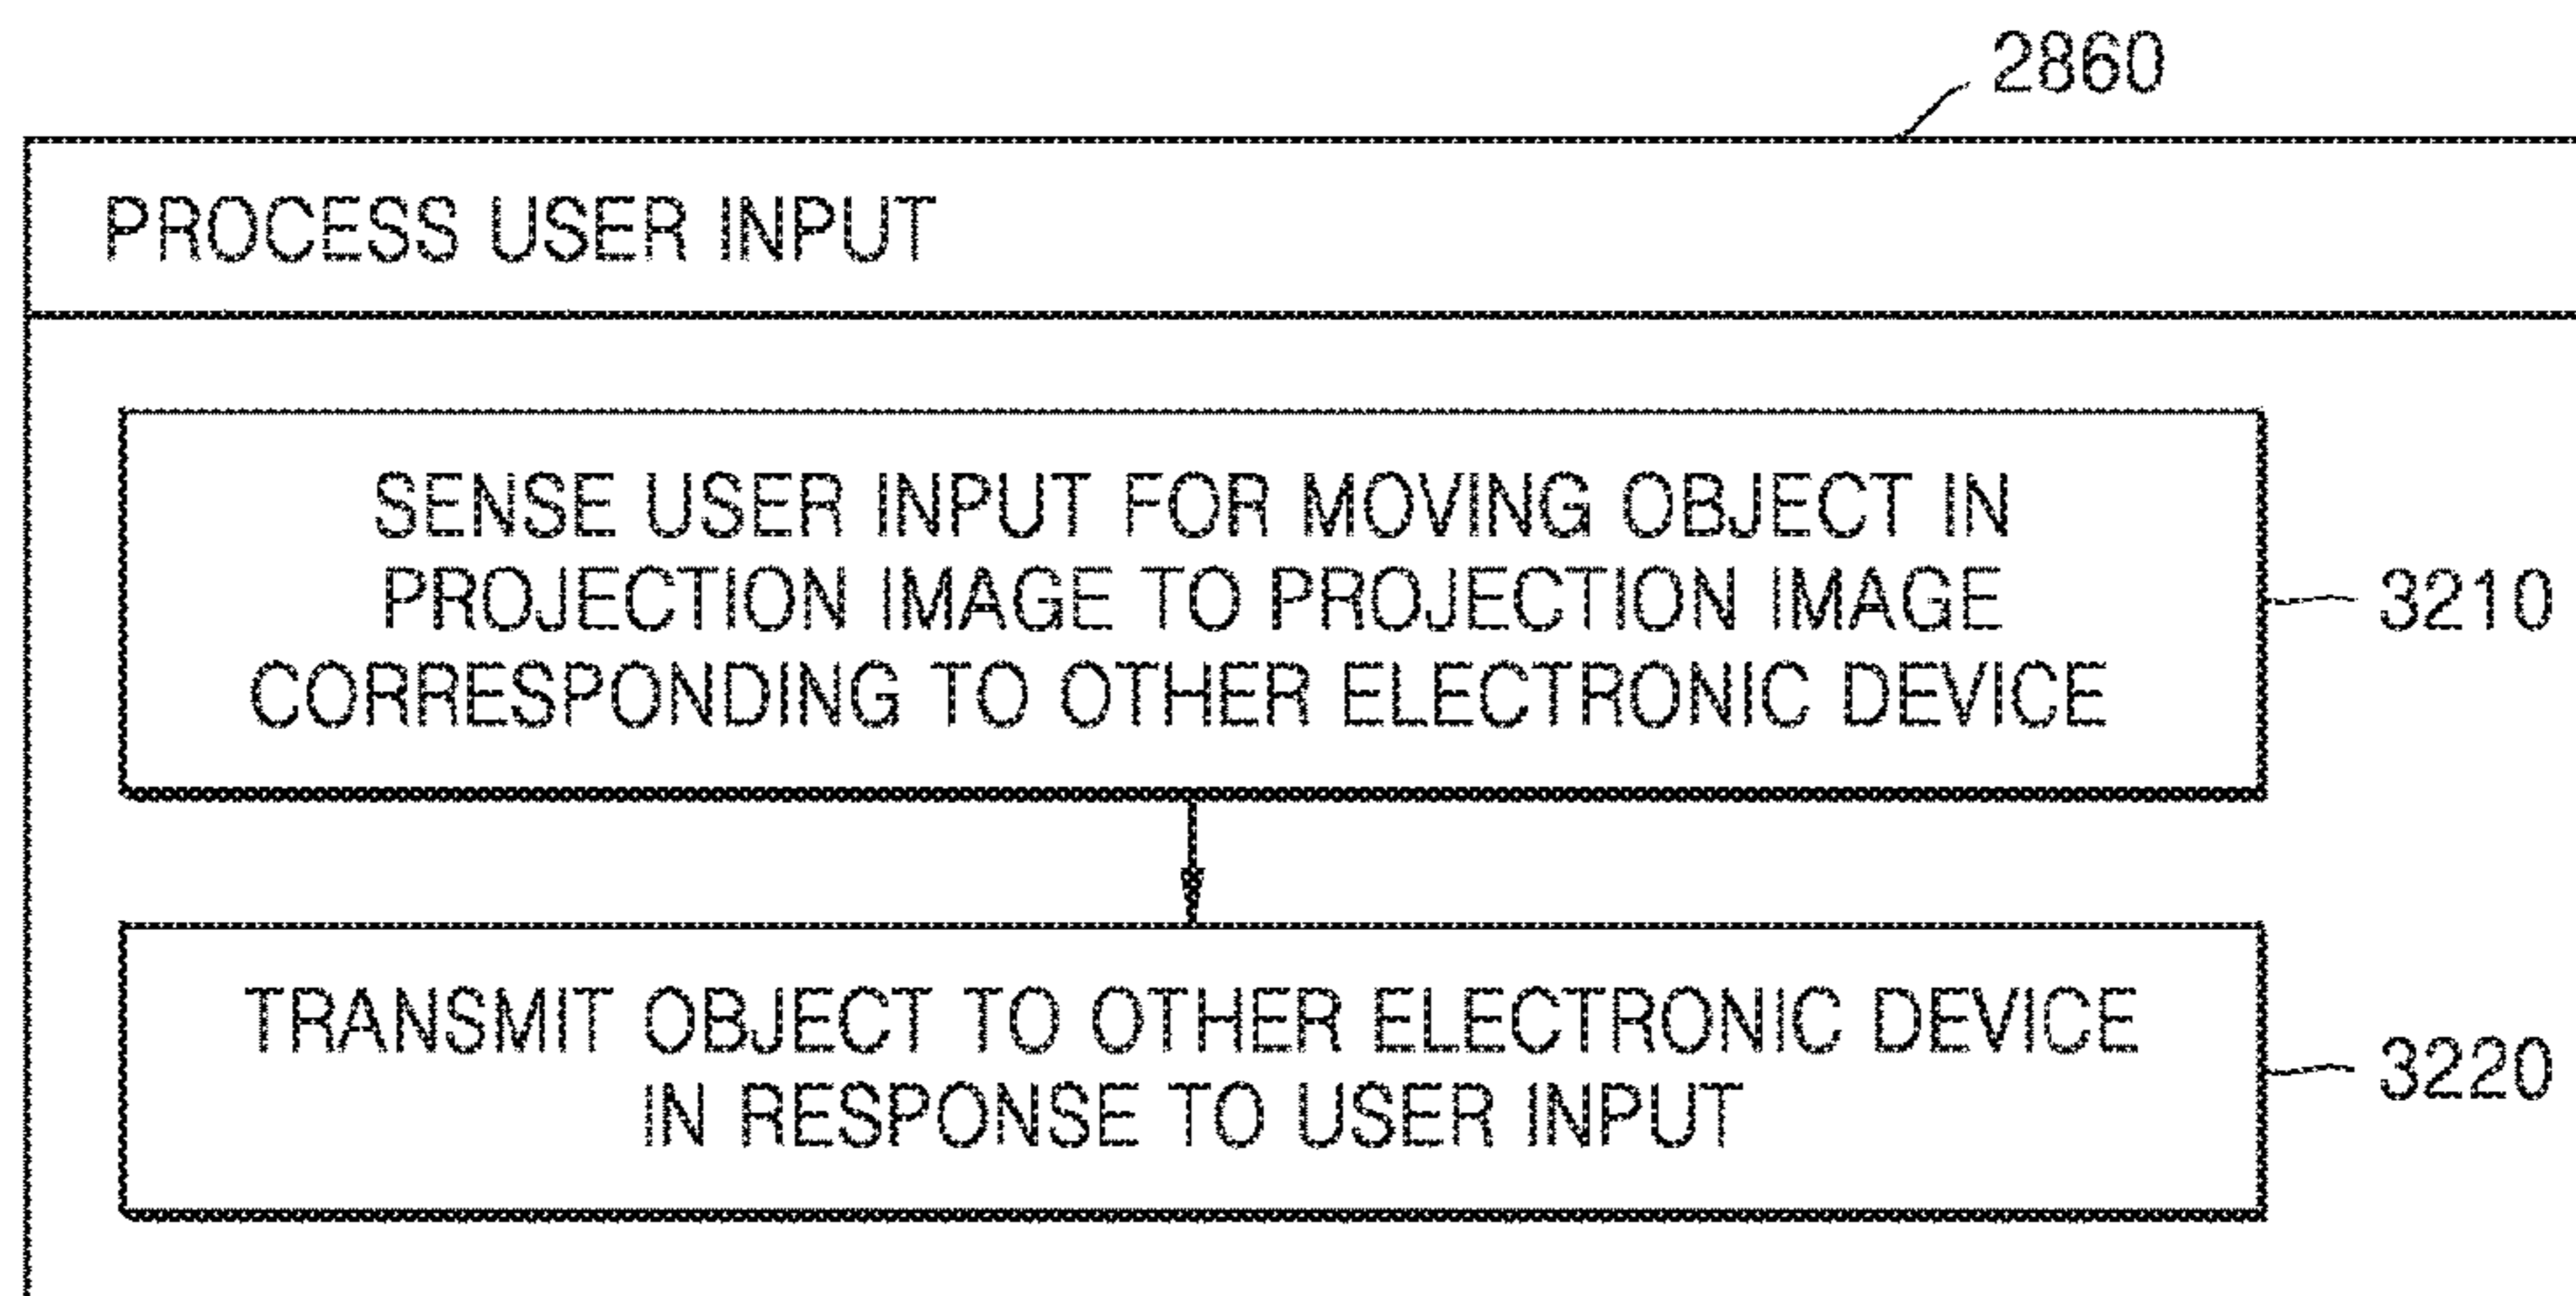 2860
PROCESS USER INPUT
SENSE USER INPUT FOR MOVING OBJECT IN
PROJECTION IMAGE TO PROJECTION IMAGE
CORRESPONDING TO OTHER ELECTRONIC DEVICE
3210
TRANSMIT OBJECT TO OTHER ELECTRONIC DEVICE
IN RESPONSE TO USER INPUT
3220